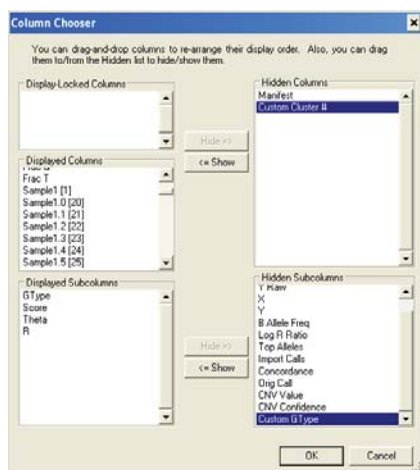 Column Chooser
You can drag-and-drop columns to re-arrange their display order. Also, you can drag
them to/from the Hidden list to hide/show them.
Display-Locked Columns
Hidden Columns
Manifest
Custom Cluster #
Hide =>
<= Show
Displayed Columns
Frac T
Sample1 [1]
Sample1.0 [20]
Sample1.1 [21]
Sample1.2 [22]
Sample1.3 [23]
Sample1.4 [24]
Sample1.5 [25]
Displayed Subcolumns
GType
Score
Theta
R
Hide =>
<= Show
Hidden Subcolumns
Y Raw
X
Y
B Allele Freq
Log R Ratio
Top Alleles
Import Calls
Concordance
Orig Call
CNV Value
CNV Confidence
Custom GType
OK
Cancel